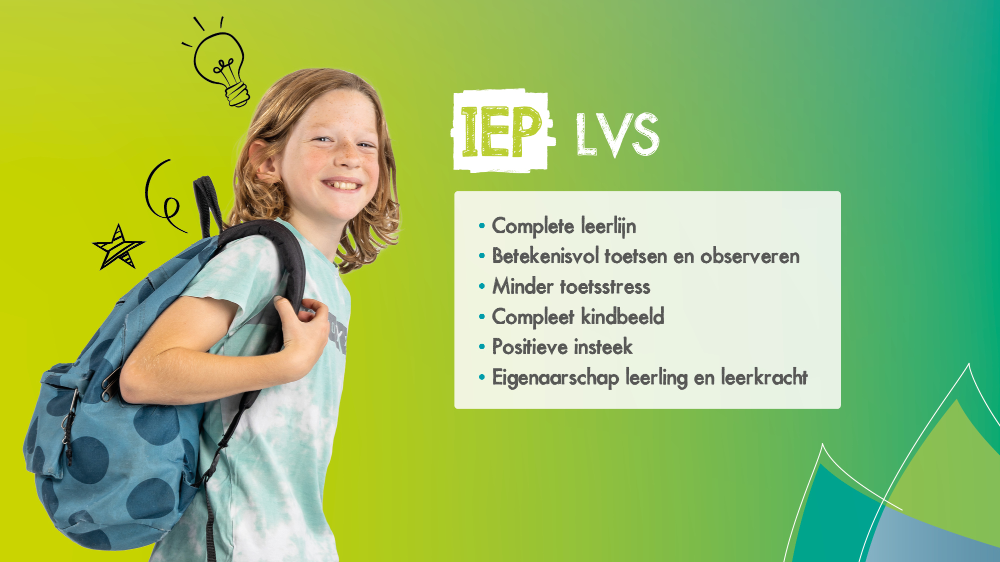 IEP LVS
• Complete leerlijn
• Betekenisvol toetsen en observeren
• Minder toetsstress
• Compleet kindbeeld
• Positieve insteek
• Eigenaarschap leerling en leerkracht